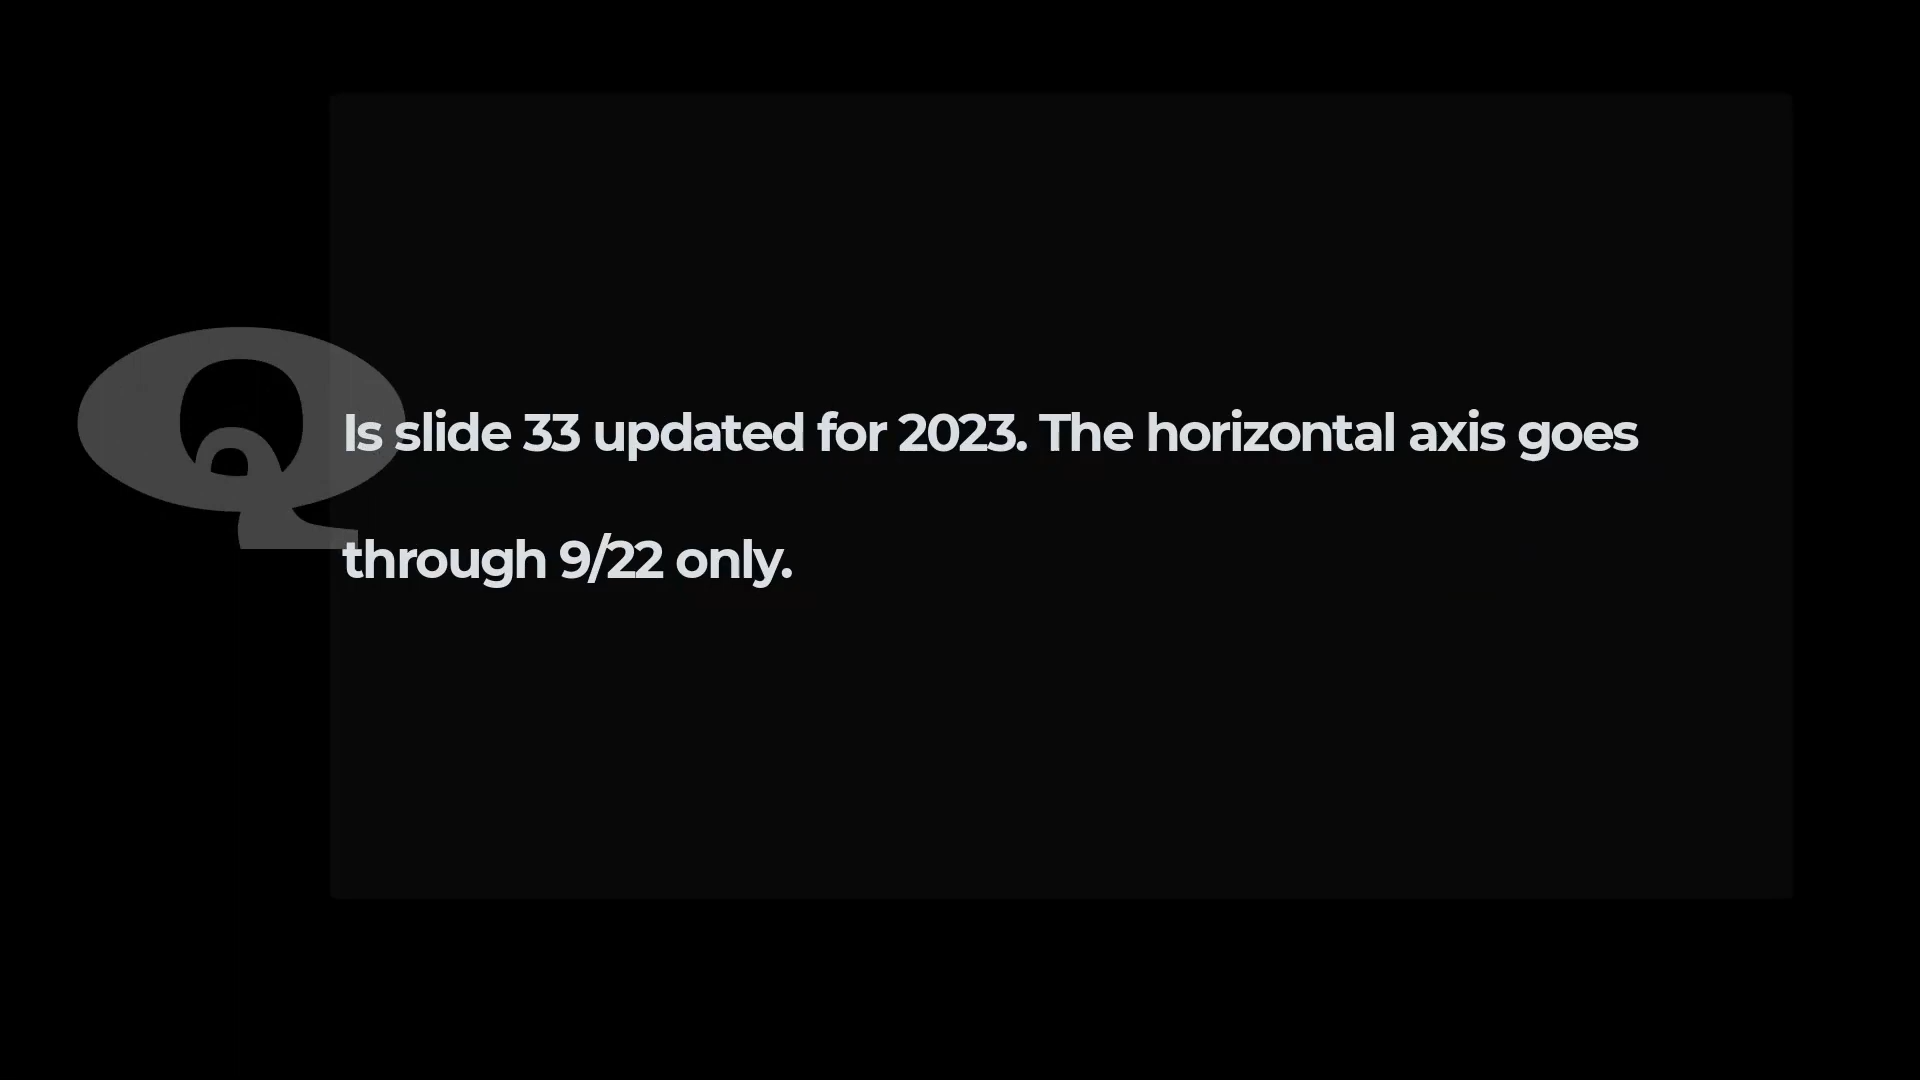 Q
Is slide 33 updated for 2023. The horizontal axis goes
through 9/22 only.